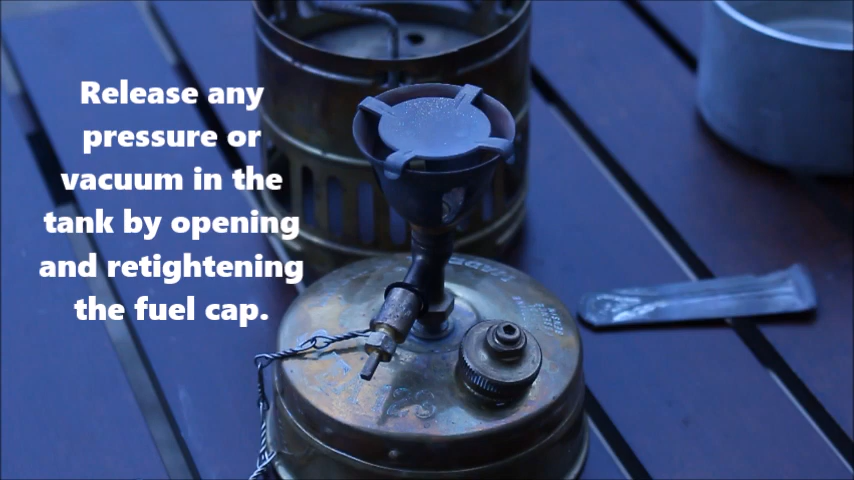 Release any
pressure or
vacuum in the
tank by opening
and retightening
the fuel cap.